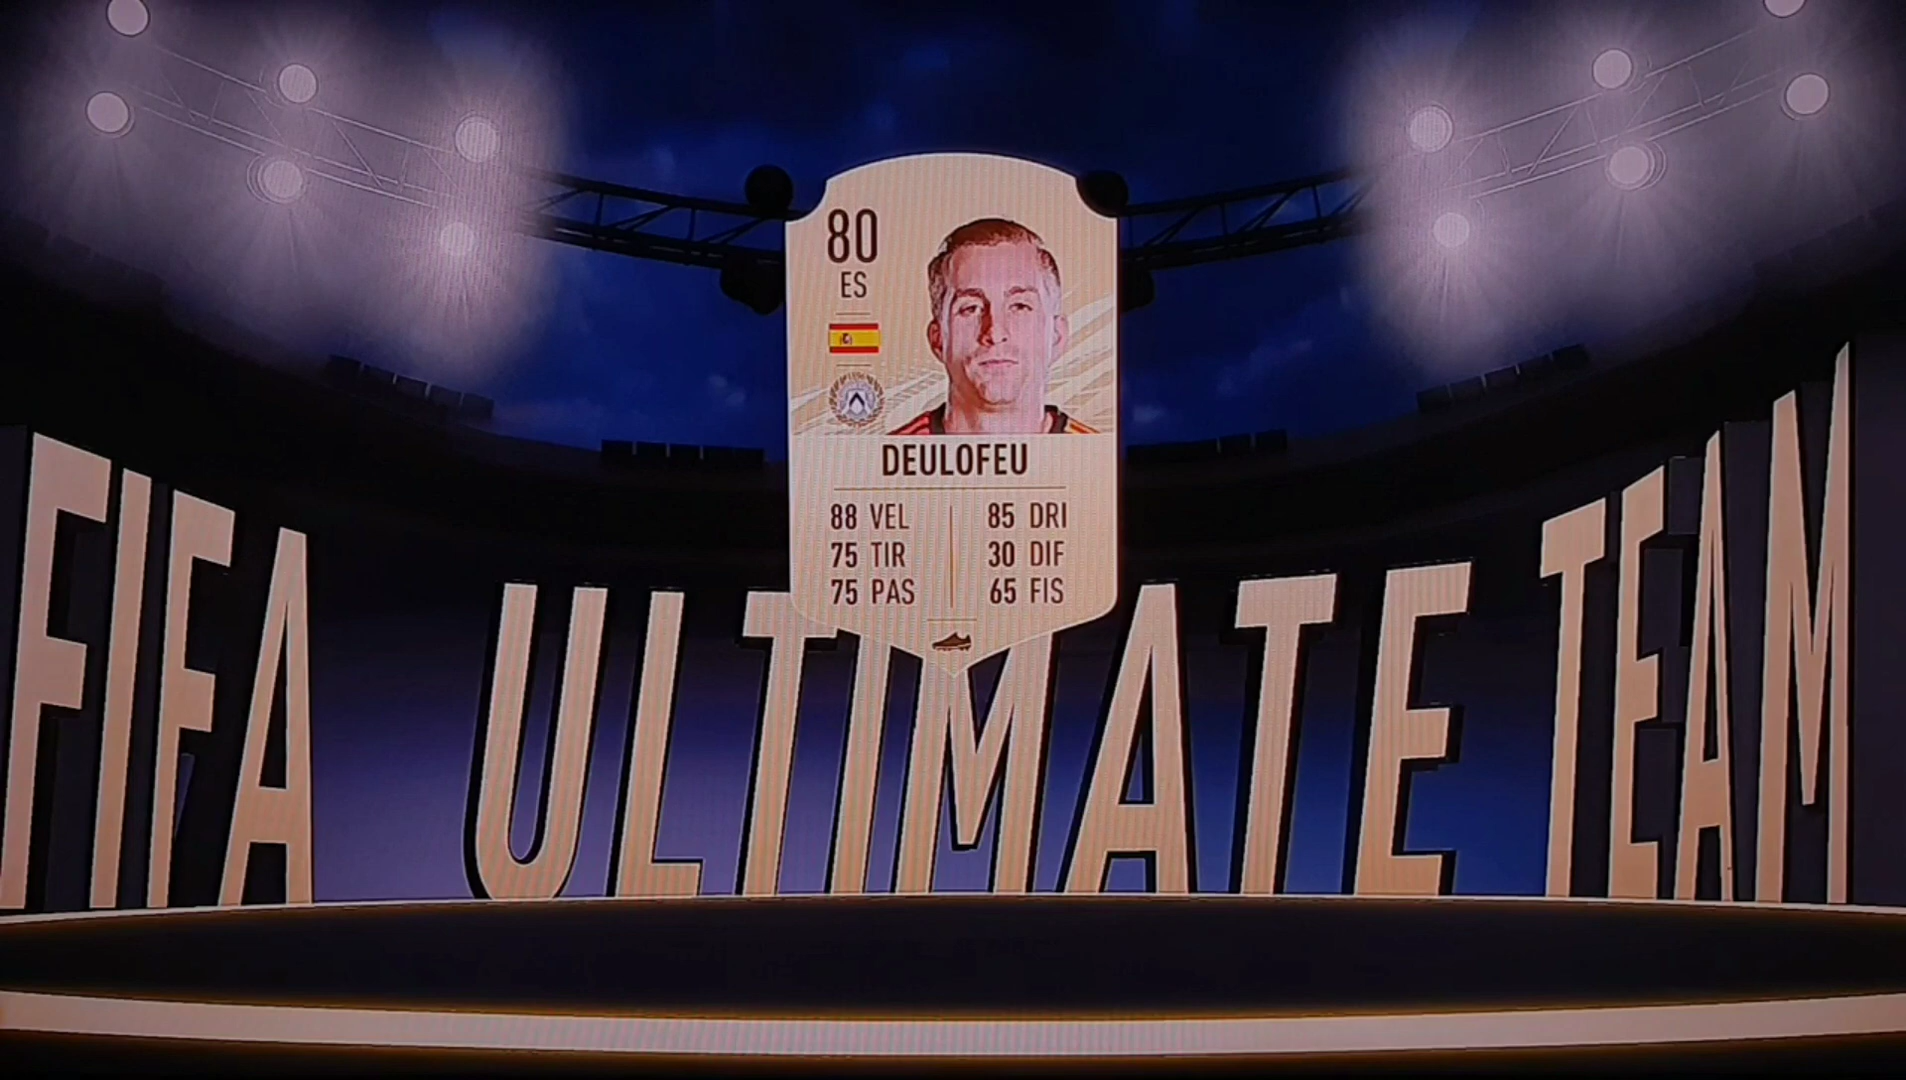 80
ES
DEULOFEU
88 VEL 85 DRI
75 TIR 30 DIF
75 PAS 65 FIS
FIFA ULTIMATE TEAM